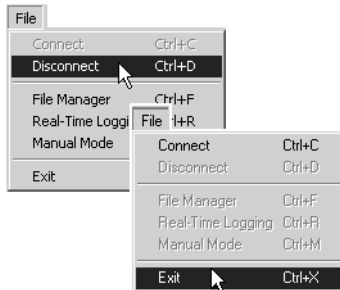 File
Connect Ctrl+C
Disconnect Ctrl+D
File Manager Ctrl+F
Real-Time Loggi
Manual Mode
Exit
File
Connect Ctrl+C
Disconnect Ctrl+D
File Manager Ctrl+F
Real-Time Logging Ctrl+R
Manual Mode Ctrl+M
Exit Ctrl+X